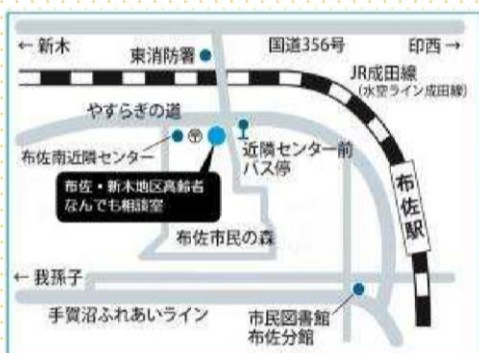 ← 新木
国道356号
印西 →
東消防署
JR成田線
(水空ライン成田線)
やすらぎの道
布佐南近隣センター
〒
近隣センター前
バス停
布佐・新木地区高齢者
なんでも相談室
布佐駅
布佐市民の森
← 我孫子
手賀沼ふれあいライン
市民図書館
布佐分館